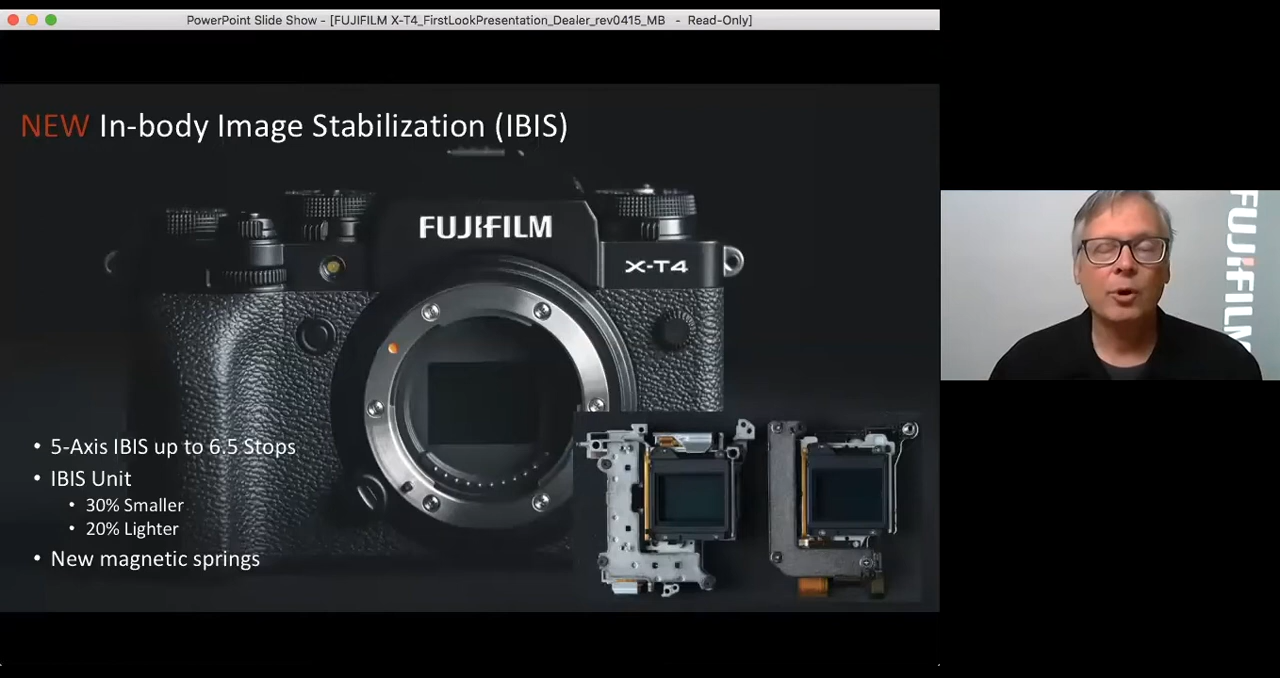 PowerPoint Slide Show - [FUJIFILM X-T4_FirstLookPresentation_Dealer_rev0415_MB - Read-Only]
NEW In-body Image Stabilization (IBIS)
FUJIFILM
X-T4
• 5-Axis IBIS up to 6.5 Stops
• IBIS Unit
• 30% Smaller
• 20% Lighter
• New magnetic springs
FUJIFILM